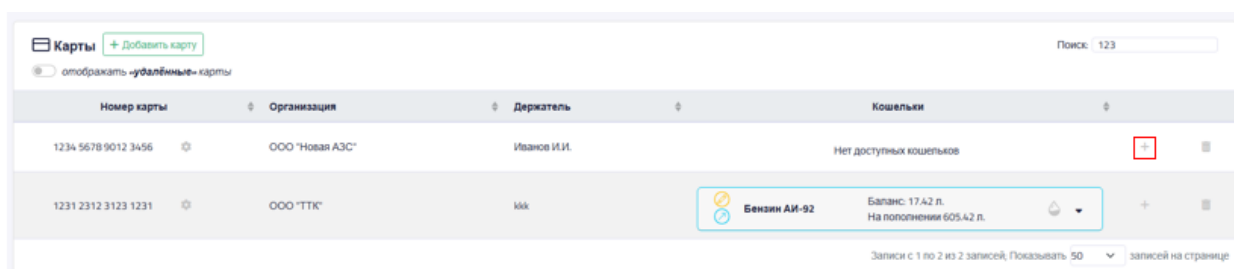 Карты + Добавить карту Поиск: 123
отображать «удалённые» карты
Номер карты Организация Держатель Кошельки
1234 5678 9012 3456 ООО "Новая АЗС" Иванов И.И. Нет доступных кошельков +
1231 2312 3123 1231 ООО "ТТК" kkk Бензин АИ-92 Баланс: 17.42 л. +
На пополнении 605.42 л.
Записи с 1 по 2 из 2 записей, Показывать 50 записей на странице